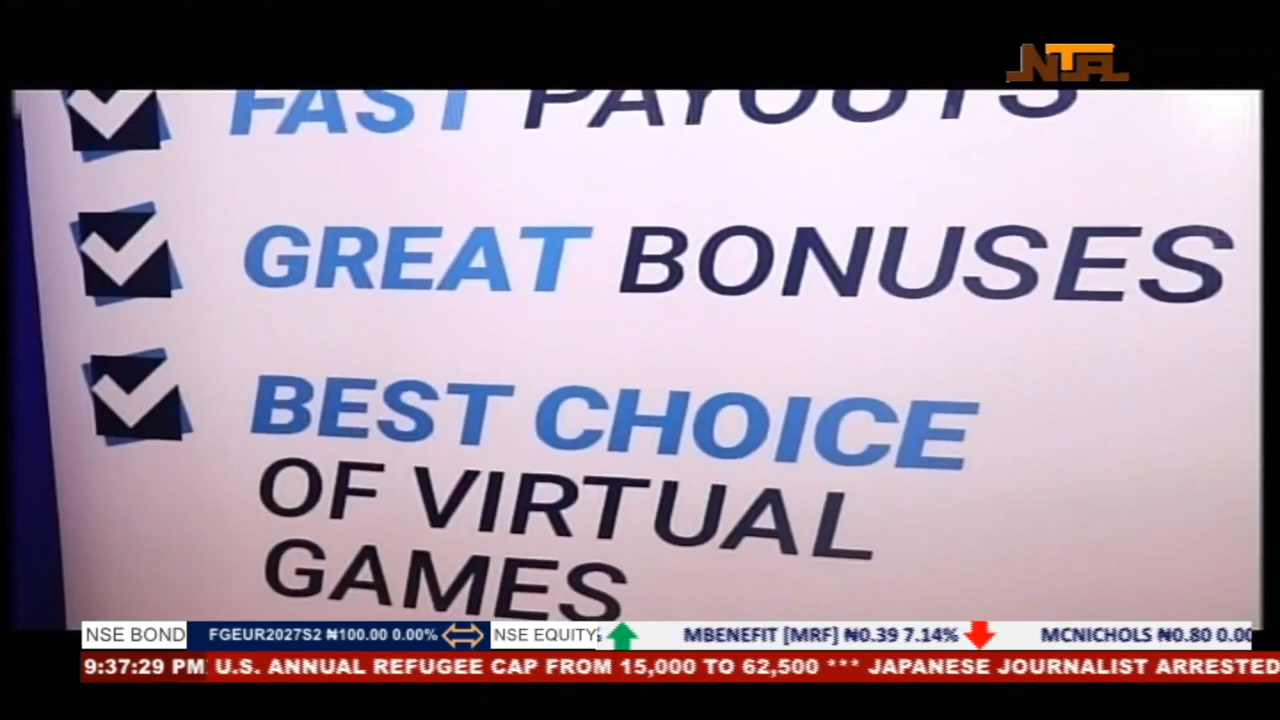 NTA
FAST PAYOUTS
GREAT BONUSES
BEST CHOICE
OF VIRTUAL
GAMES
NSE BOND FGEUR2027S2 ₦100.00 0.00% NSE EQUITY MBENEFIT [MRF] ₦0.39 7.14% MCNICHOLS ₦0.80 0.00
9:37:29 PM U.S. ANNUAL REFUGEE CAP FROM 15,000 TO 62,500 *** JAPANESE JOURNALIST ARRESTED